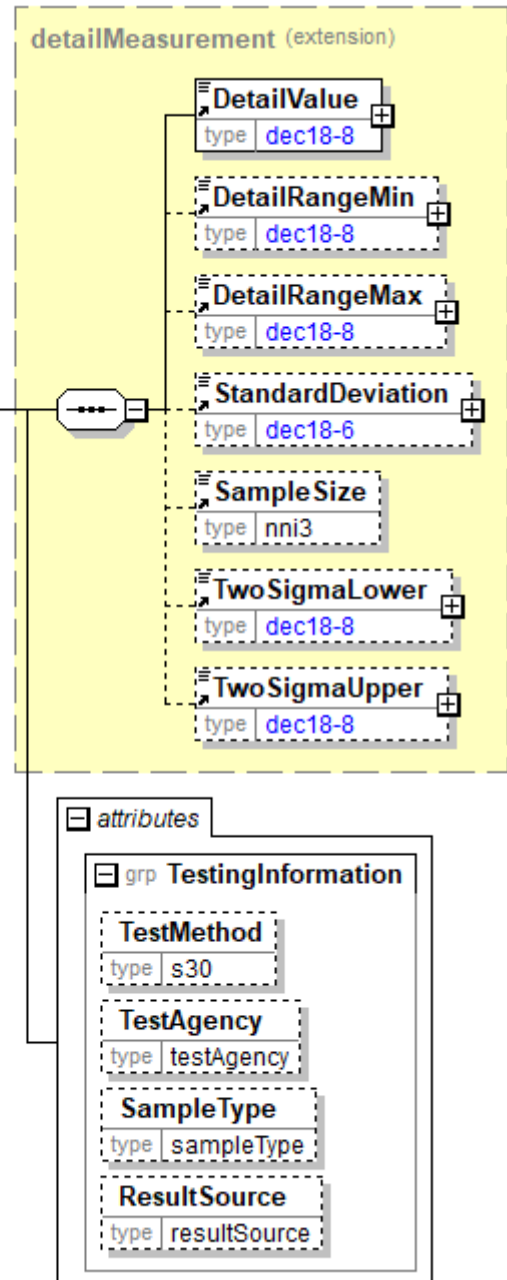 detailMeasurement (extension)
DetailValue
type dec18-8
DetailRangeMin
type dec18-8
DetailRangeMax
type dec18-8
StandardDeviation
type dec18-6
SampleSize
type nni3
TwoSigmaLower
type dec18-8
TwoSigmaUpper
type dec18-8
attributes
grp TestingInformation
TestMethod
type s30
TestAgency
type testAgency
SampleType
type sampleType
ResultSource
type resultSource